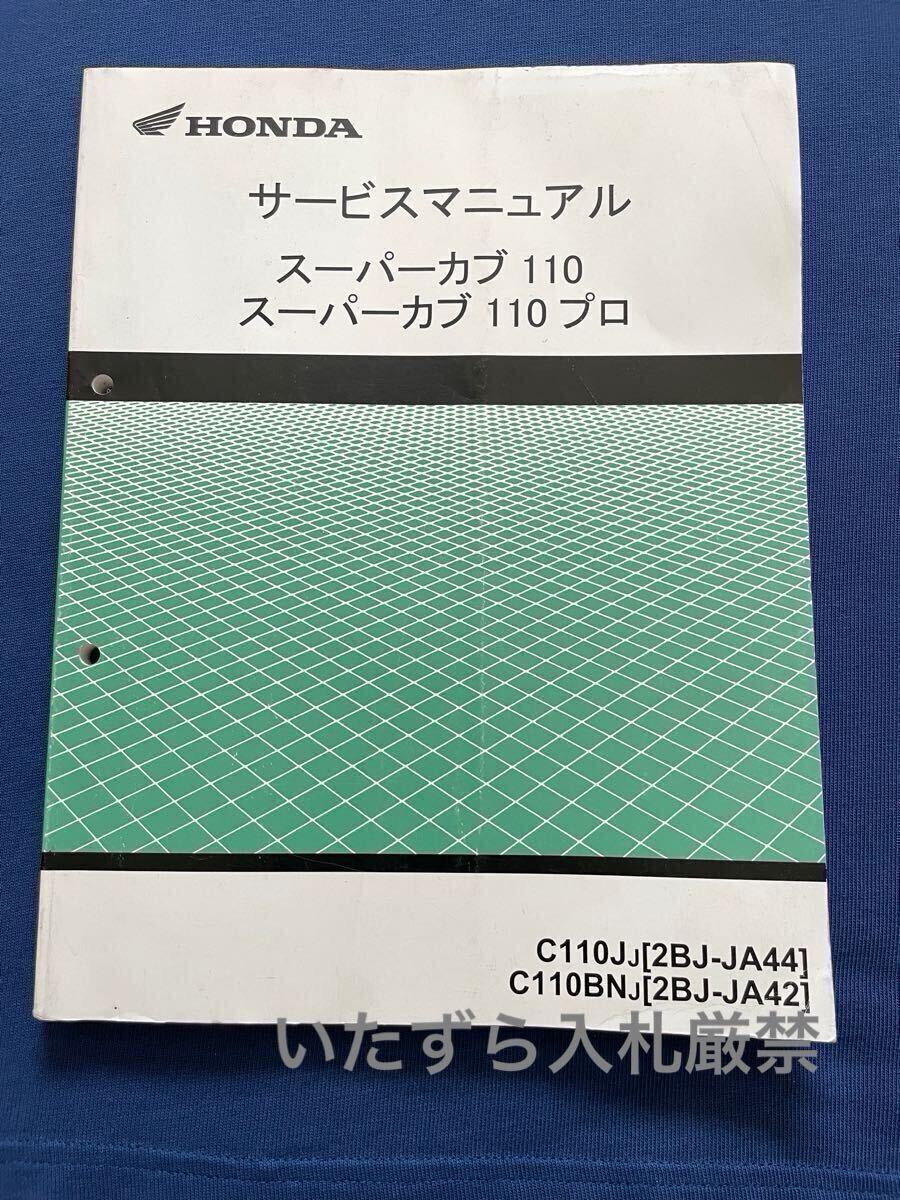 HONDA
サービスマニュアル
スーパーカブ 110
スーパーカブ 110 プロ
C110JJ[2BJ-JA44]
C110BNJ[2BJ-JA42]
いたずら入札厳禁